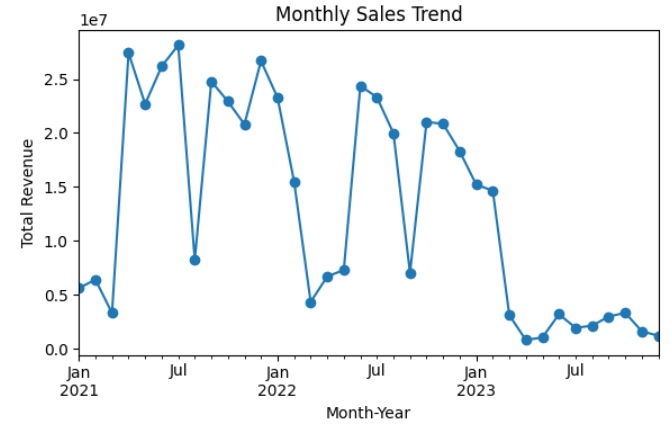 Monthly Sales Trend
1e7
2.5
2.0
1.5
1.0
0.5
0.0
Total Revenue
Jan Jul Jan Jul Jan Jul
2021 2022 2023
Month-Year